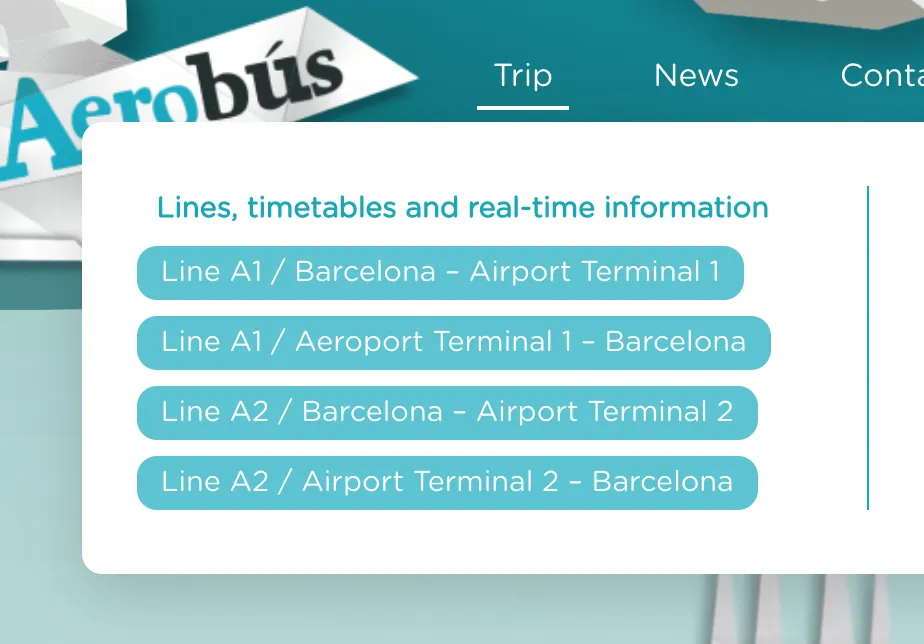 Aerobús
Trip
News
Lines, timetables and real-time information
Line A1 / Barcelona – Airport Terminal 1
Line A1 / Aeroport Terminal 1 – Barcelona
Line A2 / Barcelona – Airport Terminal 2
Line A2 / Airport Terminal 2 – Barcelona